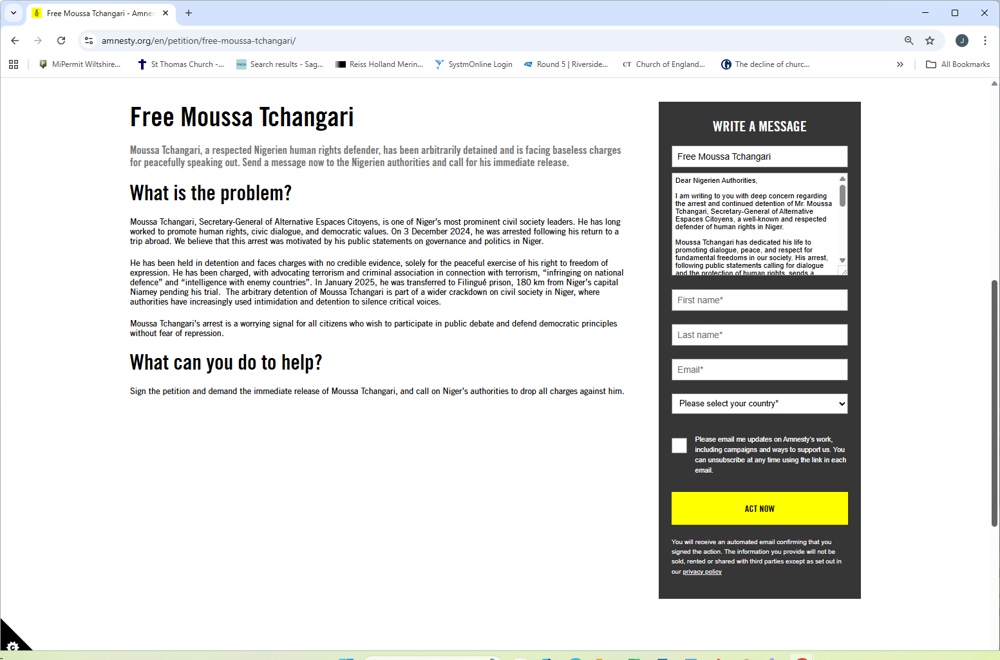 Free Moussa Tchangari - Amnes
amnesty.org/en/petition/free-moussa-tchangari/
J
MiPermit Wiltshire...
St Thomas Church -...
SAGA
Search results - Sag...
Reiss Holland Merin...
SystmOnline Login
LTA
Round 5 | Riverside...
CT
Church of England...
The decline of churc...
All Bookmarks
Free Moussa Tchangari
Moussa Tchangari, a respected Nigerien human rights defender, has been arbitrarily detained and is facing baseless charges
for peacefully speaking out. Send a message now to the Nigerien authorities and call for his immediate release.
What is the problem?
Moussa Tchangari, Secretary-General of Alternative Espaces Citoyens, is one of Niger’s most prominent civil society leaders. He has long
worked to promote human rights, civic dialogue, and democratic values. On 3 December 2024, he was arrested following his return to a
trip abroad. We believe that this arrest was motivated by his public statements on governance and politics in Niger.
He has been held in detention and faces charges with no credible evidence, solely for the peaceful exercise of his right to freedom of
expression. He has been charged, with advocating terrorism and criminal association in connection with terrorism, “infringing on national
defence” and “intelligence with enemy countries”. In January 2025, he was transferred to Filingué prison, 180 km from Niger’s capital
Niamey pending his trial.  The arbitrary detention of Moussa Tchangari is part of a wider crackdown on civil society in Niger, where
authorities have increasingly used intimidation and detention to silence critical voices.
Moussa Tchangari’s arrest is a worrying signal for all citizens who wish to participate in public debate and defend democratic principles
without fear of repression.
What can you do to help?
Sign the petition and demand the immediate release of Moussa Tchangari, and call on Niger’s authorities to drop all charges against him.
WRITE A MESSAGE
Free Moussa Tchangari
Dear Nigerien Authorities,
I am writing to you with deep concern regarding
the arrest and continued detention of Mr. Moussa
Tchangari, Secretary-General of Alternative
Espaces Citoyens, a well-known and respected
defender of human rights in Niger.
Moussa Tchangari has dedicated his life to
promoting dialogue, peace, and respect for
fundamental freedoms in our society. His arrest,
following public statements calling for dialogue
and the protection of human rights, sends a
First name*
Last name*
Email*
Please select your country*
Please email me updates on Amnesty's work,
including campaigns and ways to support us. You
can unsubscribe at any time using the link in each
email.
ACT NOW
You will receive an automated email confirming that you
signed the action. The information you provide will not be
sold, rented or shared with third parties except as set out in
our privacy policy